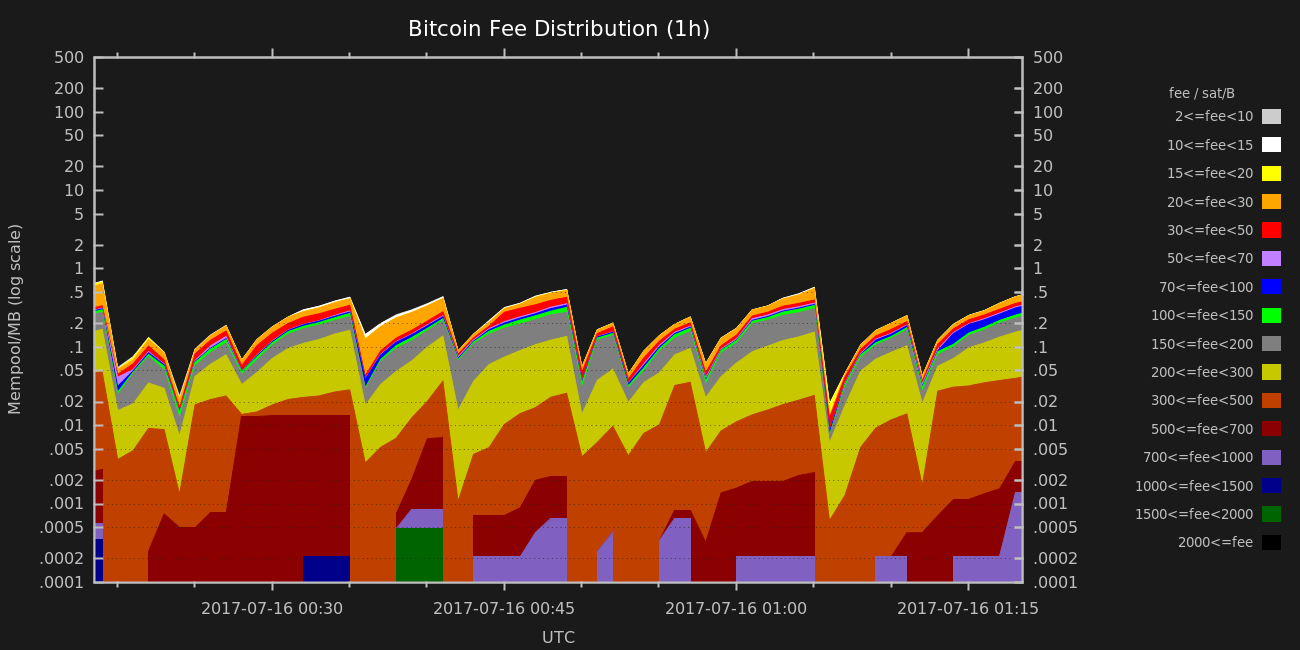 Bitcoin Fee Distribution (1h)
500 500
200 200
100 100
50 50
20 20
10 10
5 5
2 2
1 1
.5 .5
.2 .2
.1 .1
.05 .05
.02 .02
.01 .01
.005 .005
.002 .002
.001 .001
.0005 .0005
.0002 .0002
.0001 .0001
Mempool/MB (log scale)
2017-07-16 00:30 2017-07-16 00:45 2017-07-16 01:00 2017-07-16 01:15
UTC
fee / sat/B
2<=fee<10
10<=fee<15
15<=fee<20
20<=fee<30
30<=fee<50
50<=fee<70
70<=fee<100
100<=fee<150
150<=fee<200
200<=fee<300
300<=fee<500
500<=fee<700
700<=fee<1000
1000<=fee<1500
1500<=fee<2000
2000<=fee